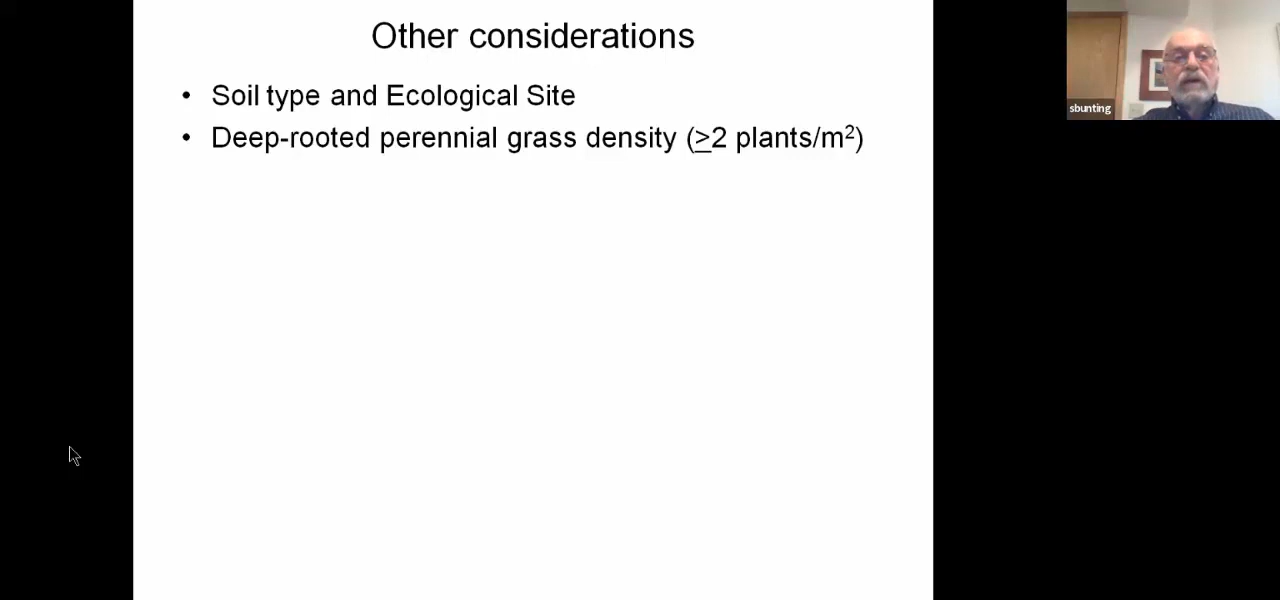 Other considerations
• Soil type and Ecological Site
• Deep-rooted perennial grass density (≥2 plants/m²)
sbunting